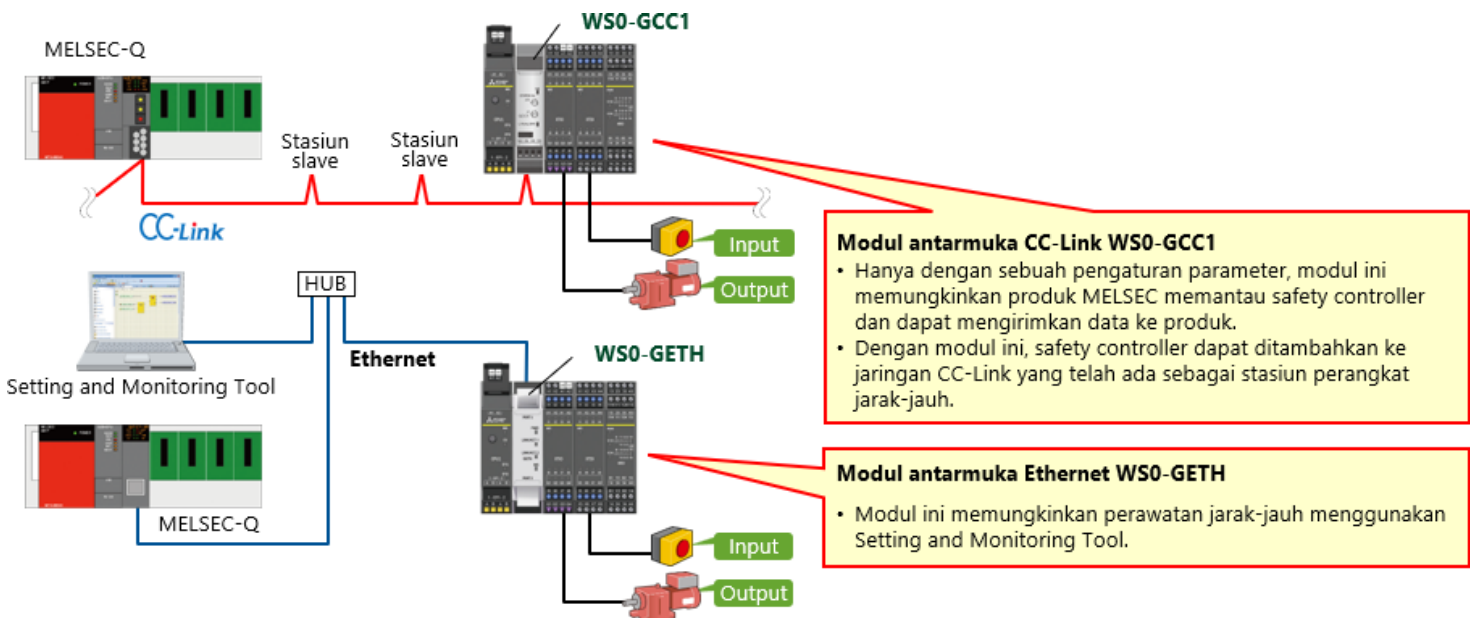 WS0-GCC1
MELSEC-Q
Stasiun
slave
Stasiun
slave
CC-Link
Input
Output
Modul antarmuka CC-Link WS0-GCC1
• Hanya dengan sebuah pengaturan parameter, modul ini
memungkinkan produk MELSEC memantau safety controller
dan dapat mengirimkan data ke produk.
• Dengan modul ini, safety controller dapat ditambahkan ke
jaringan CC-Link yang telah ada sebagai stasiun perangkat
jarak-jauh.
HUB
Ethernet
WS0-GETH
Setting and Monitoring Tool
MELSEC-Q
Input
Output
Modul antarmuka Ethernet WS0-GETH
• Modul ini memungkinkan perawatan jarak-jauh menggunakan
Setting and Monitoring Tool.